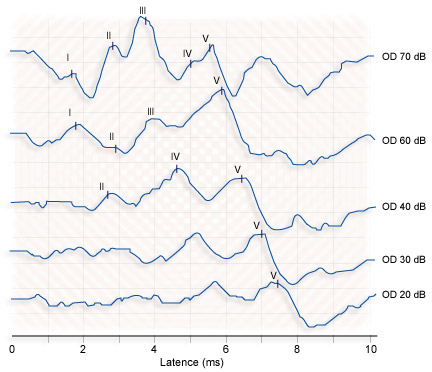 III
II
I
IV
V
OD 70 dB
V
I
II
III
OD 60 dB
IV
II
V
OD 40 dB
V
OD 30 dB
V
OD 20 dB
0 2 4 6 8 10
Latence (ms)